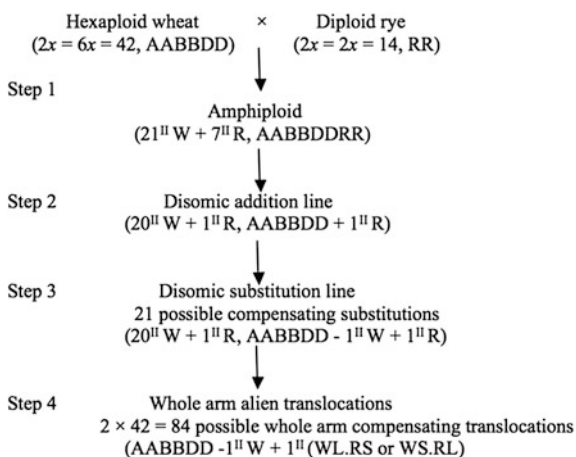 Hexaploid wheat × Diploid rye
(2x = 6x = 42, AABBDD) (2x = 2x = 14, RR)
Step 1
Amphiploid
(21ᴵᴵ W + 7ᴵᴵ R, AABBDDRR)
Step 2 Disomic addition line
(20ᴵᴵ W + 1ᴵᴵ R, AABBDD + 1ᴵᴵ R)
Step 3 Disomic substitution line
21 possible compensating substitutions
(20ᴵᴵ W + 1ᴵᴵ R, AABBDD - 1ᴵᴵ W + 1ᴵᴵ R)
Step 4 Whole arm alien translocations
2 × 42 = 84 possible whole arm compensating translocations
(AABBDD -1ᴵᴵ W + 1ᴵᴵ (WL.RS or WS.RL)